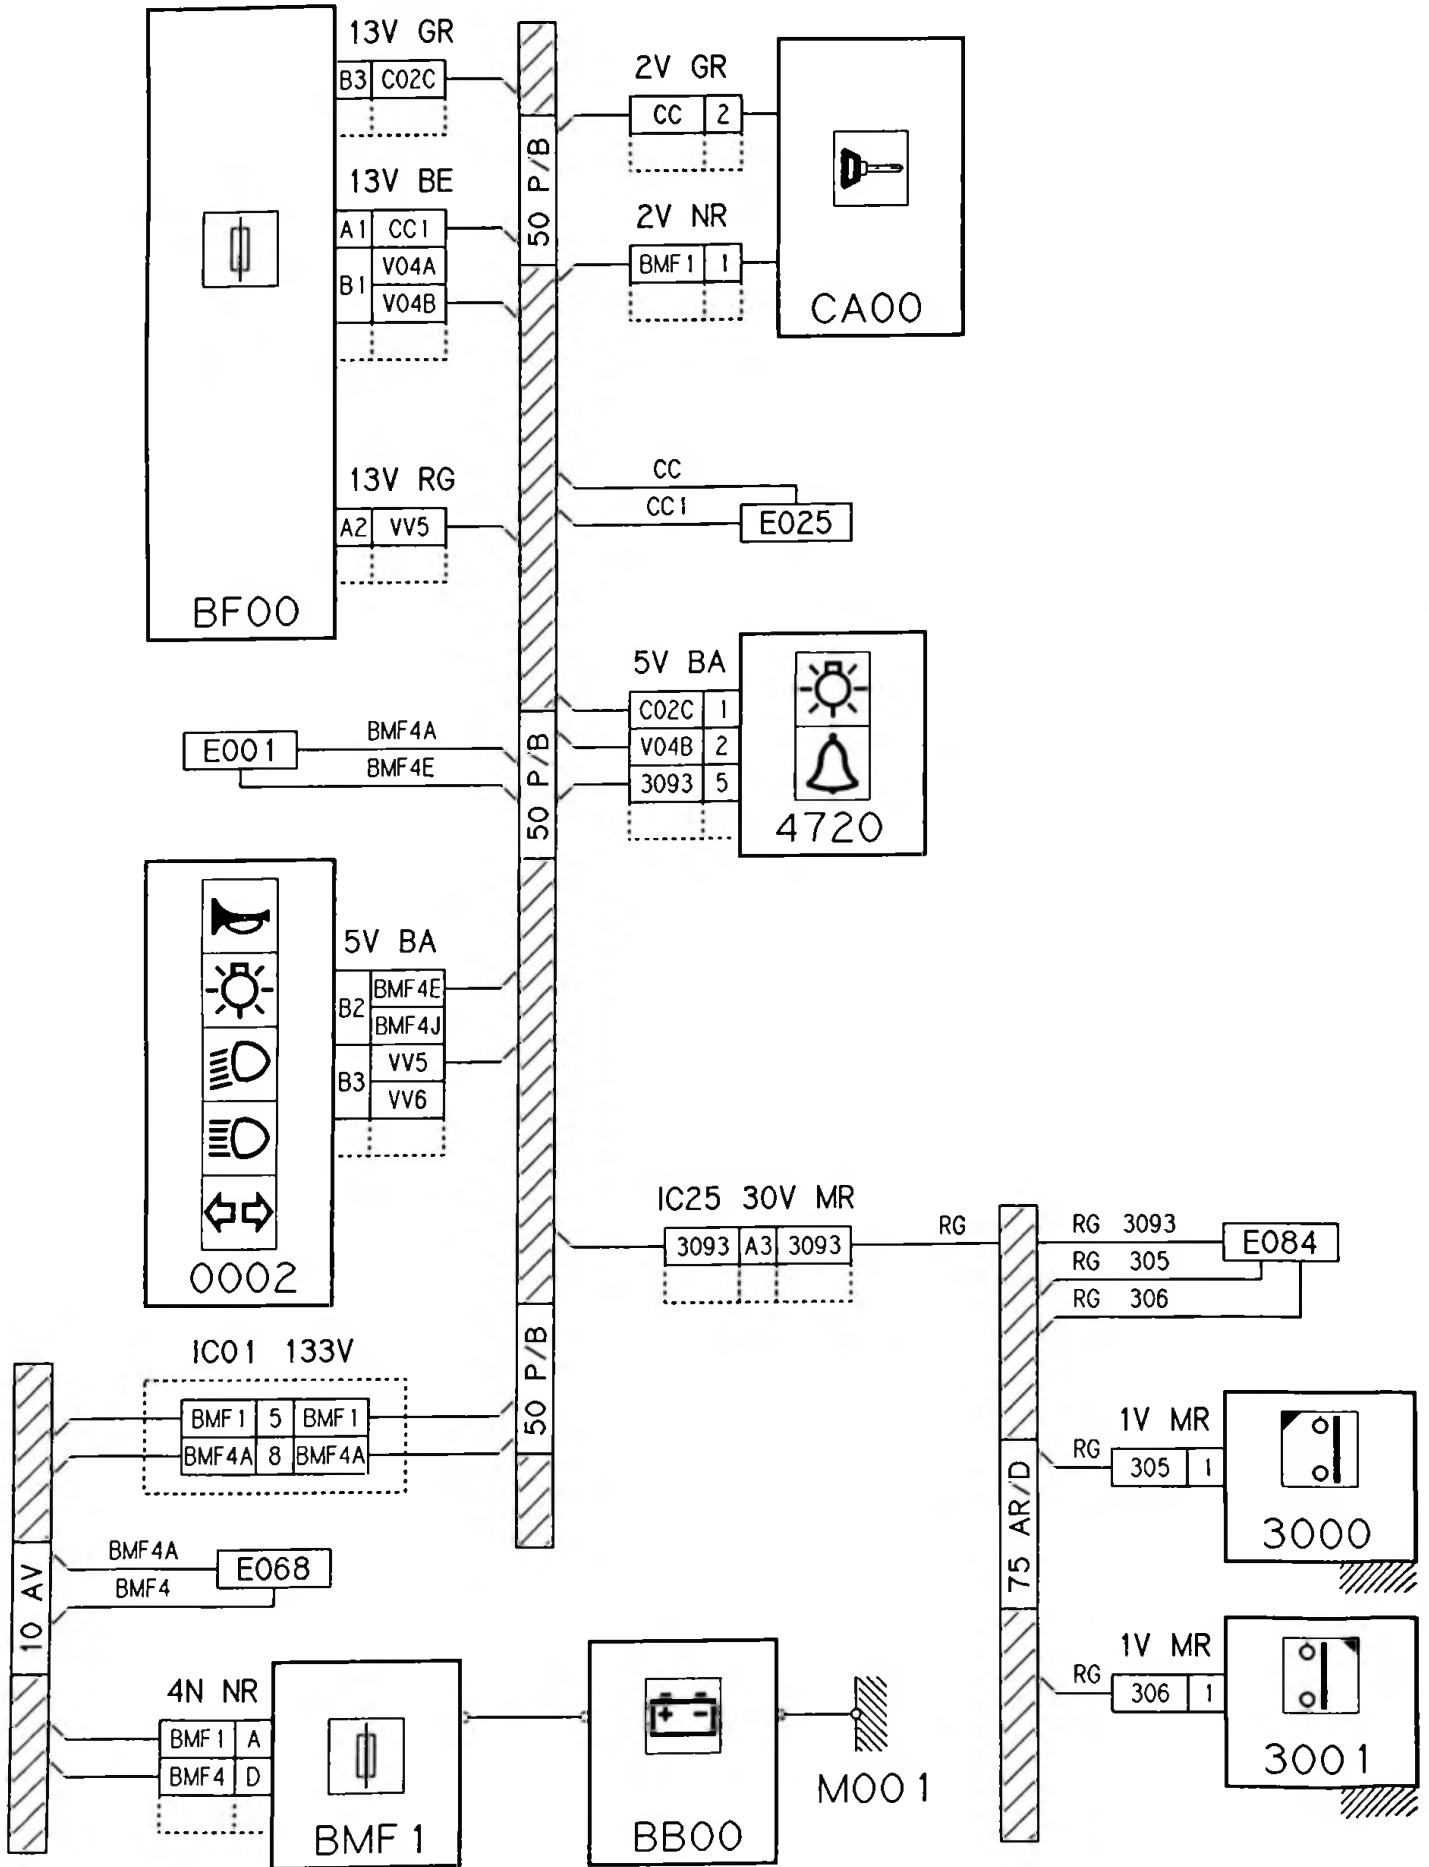 13V GR
B3 C02C
2V GR
CC 2
50 P/B
13V BE
A1 CC1
B1 V04A
V04B
2V NR
BMF1 1
CA00
13V RG
A2 VV5
BF00
CC
CC1
E025
5V BA
C02C 1
V04B 2
3093 5
4720
E001
BMF4A
BMF4E
50 P/B
5V BA
B2 BMF4E
BMF4J
B3 VV5
VV6
0002
IC25 30V MR
3093 A3 3093
RG
RG 3093
E084
RG 305
RG 306
IC01 133V
BMF1 5 BMF1
BMF4A 8 BMF4A
50 P/B
1V MR
RG
305 1
3000
75 AR/D
BMF4A
E068
BMF4
10 AV
1V MR
RG
306 1
3001
4N NR
BMF1 A
BMF4 D
BMF1
+ -
BB00
M001